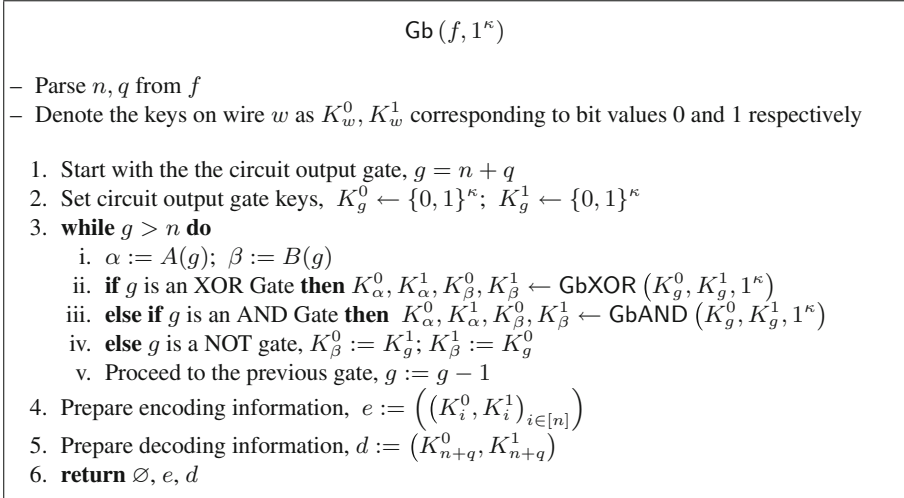 Gb (f, 1^κ)
– Parse n, q from f
– Denote the keys on wire w as K_w^0, K_w^1 corresponding to bit values 0 and 1 respectively
1. Start with the the circuit output gate, g = n + q
2. Set circuit output gate keys, K_g^0 ← {0, 1}^κ; K_g^1 ← {0, 1}^κ
3. while g > n do
i. α := A(g); β := B(g)
ii. if g is an XOR Gate then K_α^0, K_α^1, K_β^0, K_β^1 ← GbXOR (K_g^0, K_g^1, 1^κ)
iii. else if g is an AND Gate then K_α^0, K_α^1, K_β^0, K_β^1 ← GbAND (K_g^0, K_g^1, 1^κ)
iv. else g is a NOT gate, K_β^0 := K_g^1; K_β^1 := K_g^0
v. Proceed to the previous gate, g := g − 1
4. Prepare encoding information, e := ((K_i^0, K_i^1)_{i∈[n]})
5. Prepare decoding information, d := (K_{n+q}^0, K_{n+q}^1)
6. return ∅, e, d